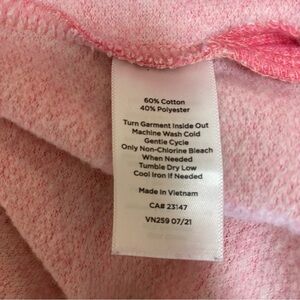 60% Cotton
40% Polyester
Turn Garment Inside Out
Machine Wash Cold
Gentle Cycle
Only Non-Chlorine Bleach
When Needed
Tumble Dry Low
Cool Iron If Needed
Made In Vietnam
CA# 23147
VN259 07/21